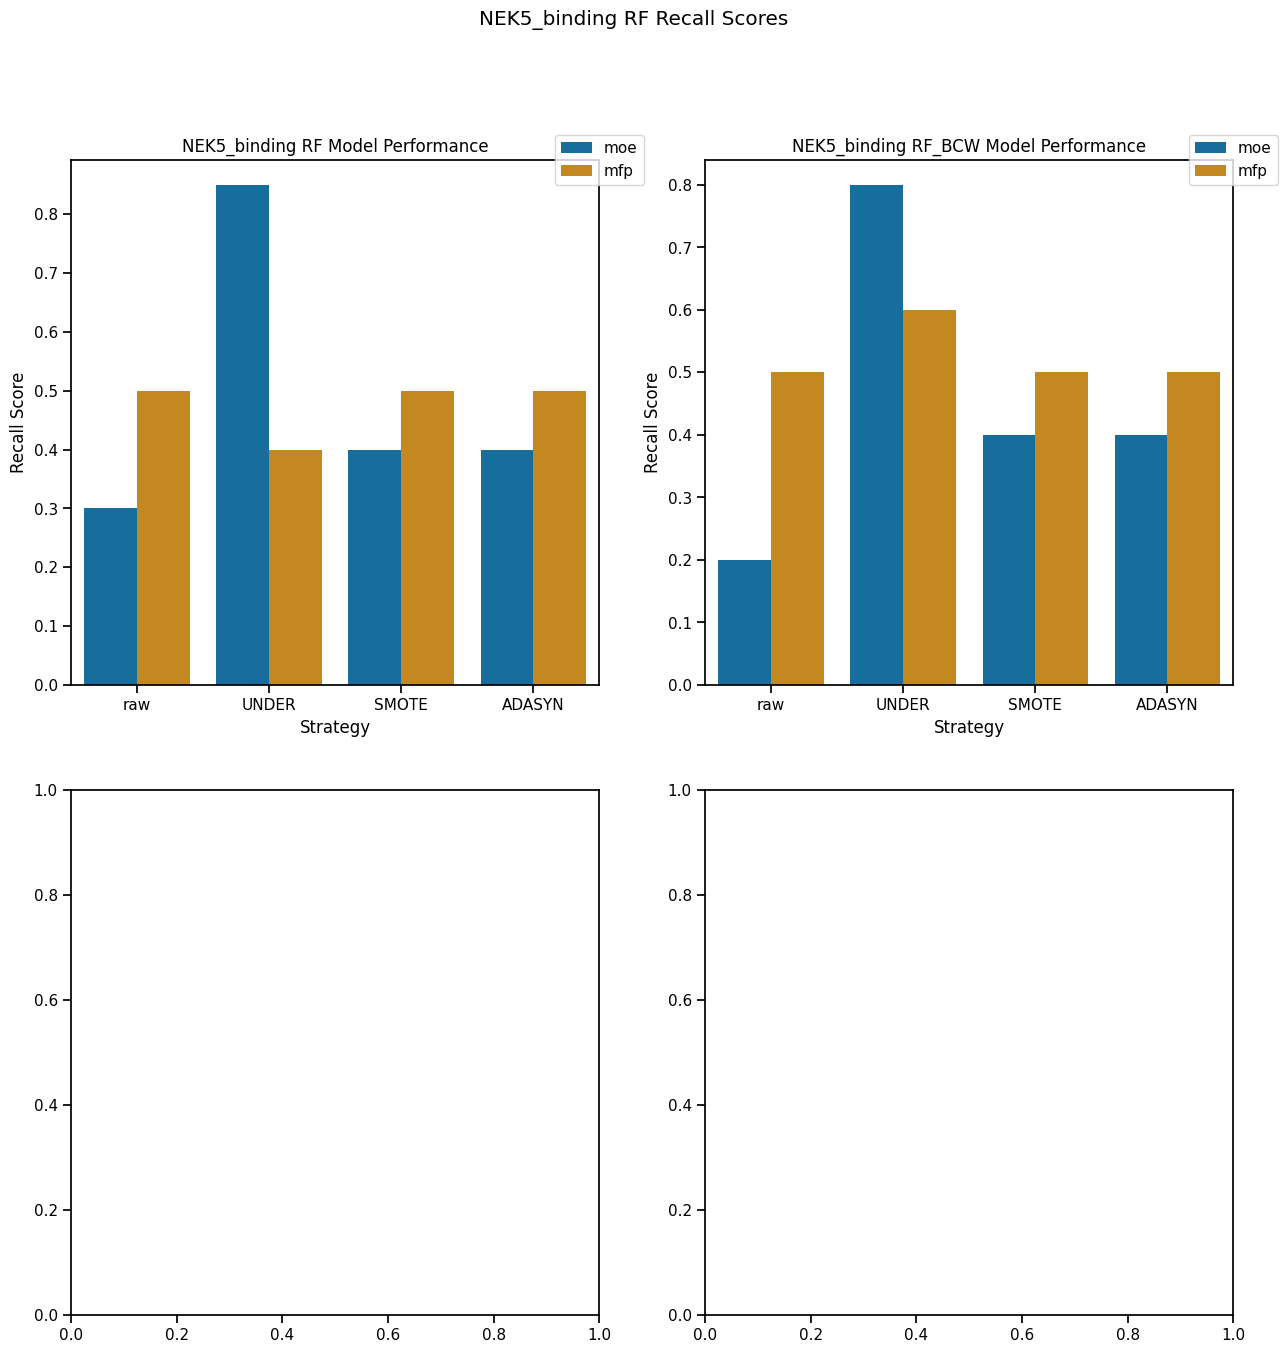 NEK5_binding RF Recall Scores
NEK5_binding RF Model Performance
moe
mfp
0.8
0.7
0.6
0.5
0.4
0.3
0.2
0.1
0.0
Recall Score
raw UNDER SMOTE ADASYN
Strategy
NEK5_binding RF_BCW Model Performance
moe
mfp
0.8
0.7
0.6
0.5
0.4
0.3
0.2
0.1
0.0
Recall Score
raw UNDER SMOTE ADASYN
Strategy
1.0
0.8
0.6
0.4
0.2
0.0
0.0 0.2 0.4 0.6 0.8 1.0
1.0
0.8
0.6
0.4
0.2
0.0
0.0 0.2 0.4 0.6 0.8 1.0